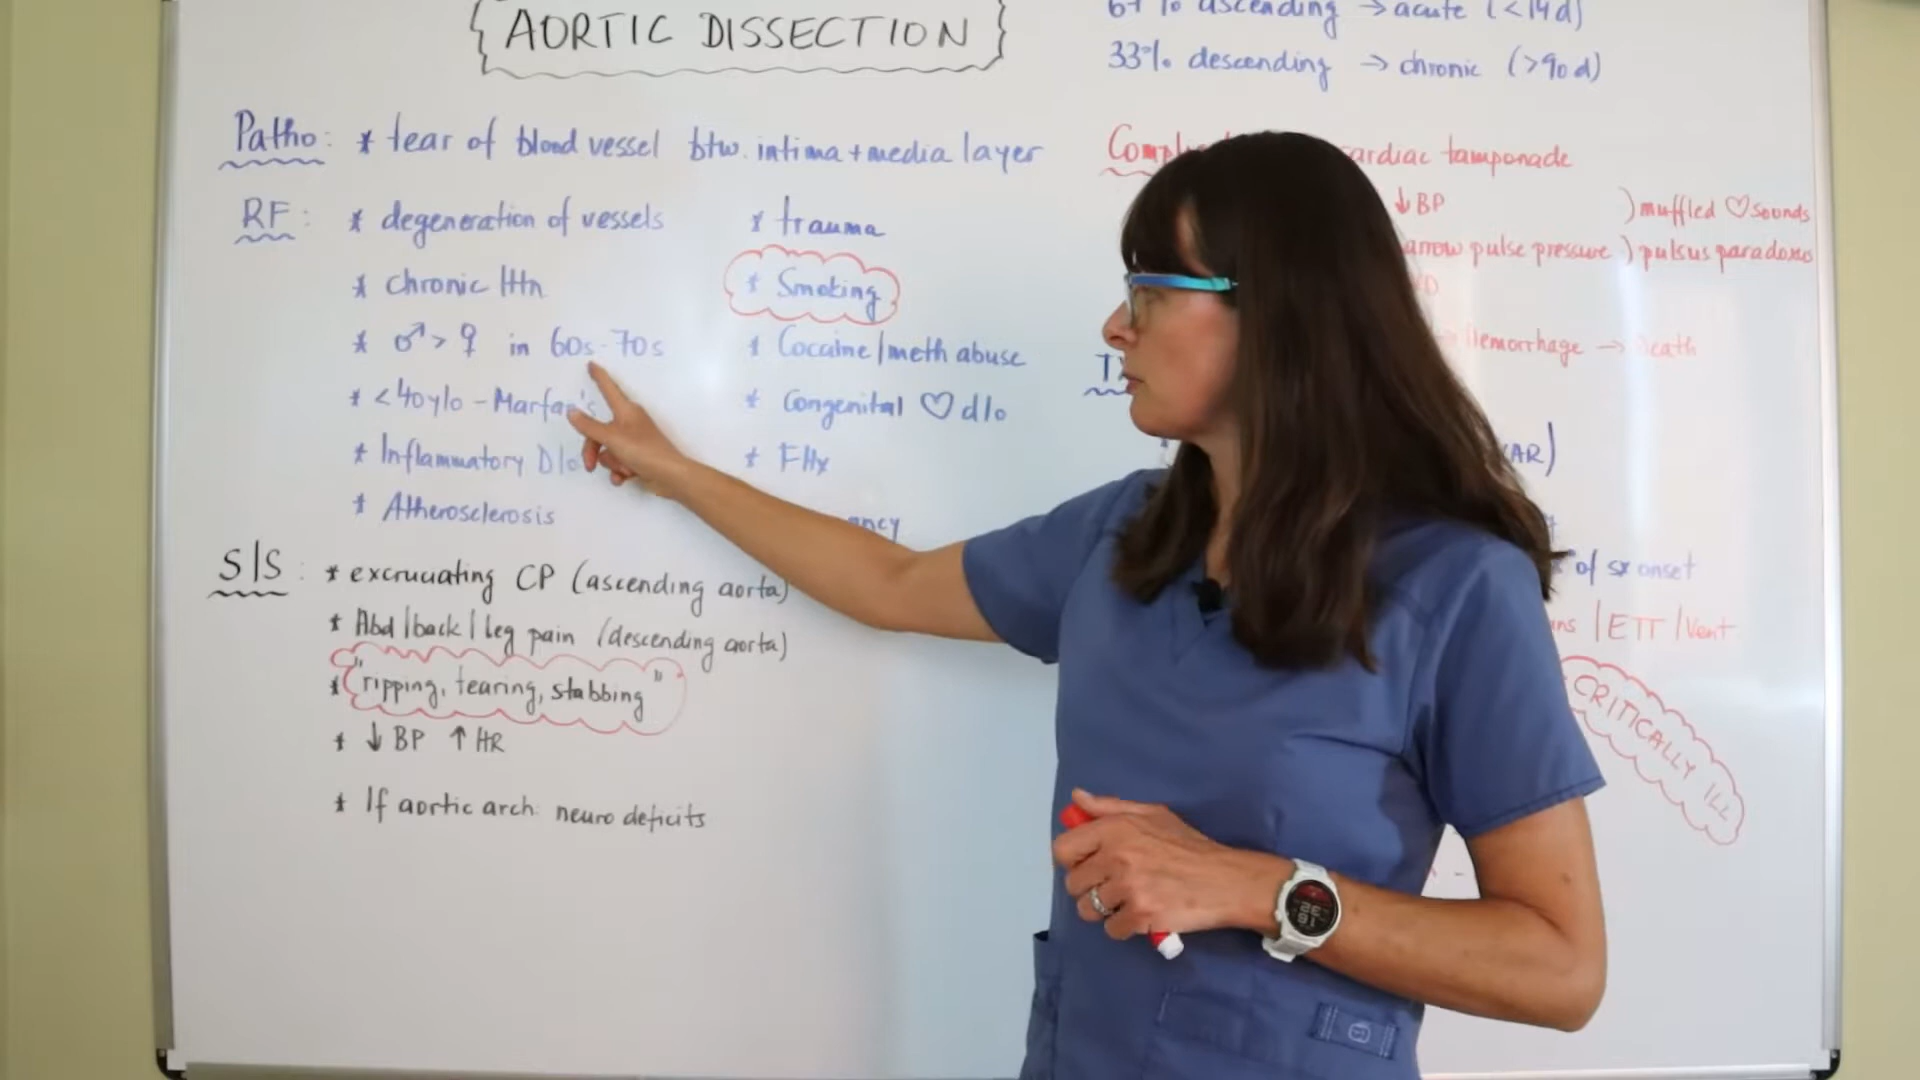 AORTIC DISSECTION
ascending → acute (<14d)
33% descending → chronic (>90d)
Patho: * tear of blood vessel btw. intima + media layer
RF: * degeneration of vessels
* chronic Htn
* ♂ > ♀ in 60s-70s
* <40y/o - Marfan's
* Inflammatory D/o
* Atherosclerosis
* trauma
* Smoking
* Cocaine/meth abuse
* Congenital ♡ d/o
* FHx
S/S: * excruciating CP (ascending aorta)
* Abd/back/leg pain (descending aorta)
* "ripping, tearing, stabbing"
* ↓ BP ↑ HR
* If aortic arch: neuro deficits
cardiac tamponade
↓ BP
) muffled ♡ sounds
pulse pressure ) pulsus paradoxus
Hemorrhage → Death
of sx onset
/ETT/Vent
CRITICALLY ILL